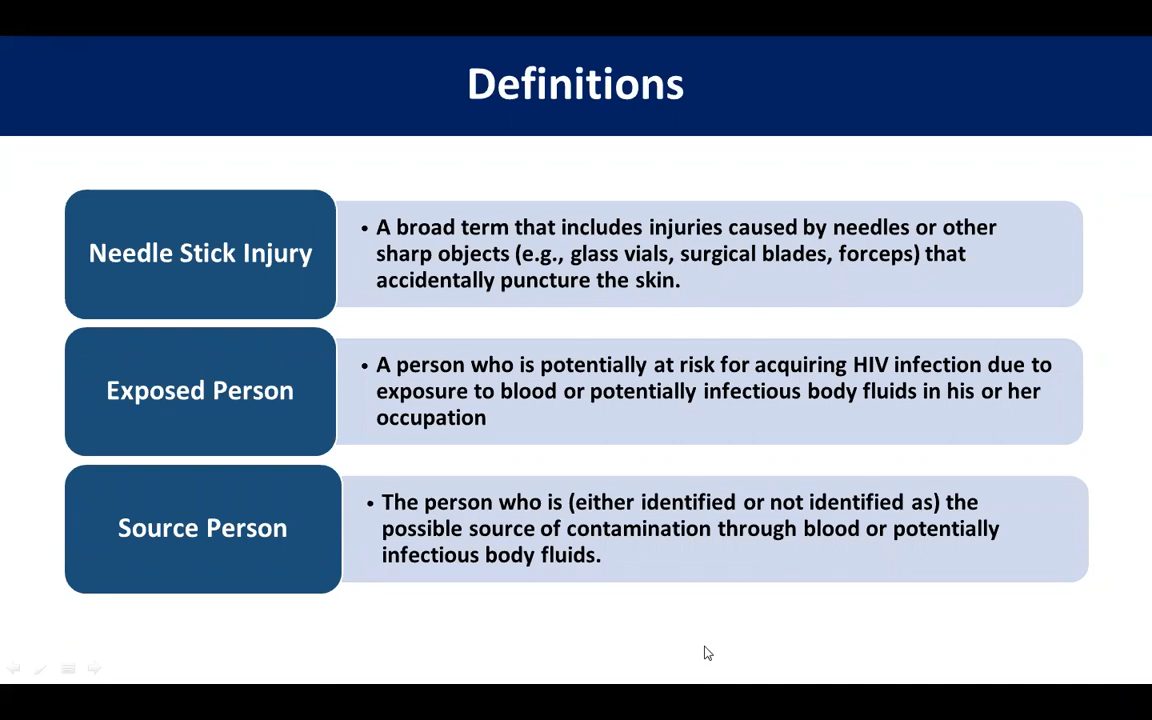 Definitions
Needle Stick Injury
• A broad term that includes injuries caused by needles or other
sharp objects (e.g., glass vials, surgical blades, forceps) that
accidentally puncture the skin.
Exposed Person
• A person who is potentially at risk for acquiring HIV infection due to
exposure to blood or potentially infectious body fluids in his or her
occupation
Source Person
• The person who is (either identified or not identified as) the
possible source of contamination through blood or potentially
infectious body fluids.